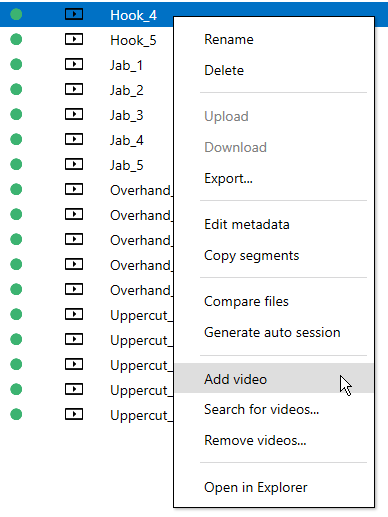 Hook_4
Hook_5
Jab_1
Jab_2
Jab_3
Jab_4
Jab_5
Overhand_
Overhand_
Overhand_
Overhand_
Overhand_
Uppercut_
Uppercut_
Uppercut_
Uppercut_
Uppercut_
Rename
Delete
Upload
Download
Export...
Edit metadata
Copy segments
Compare files
Generate auto session
Add video
Search for videos...
Remove videos...
Open in Explorer